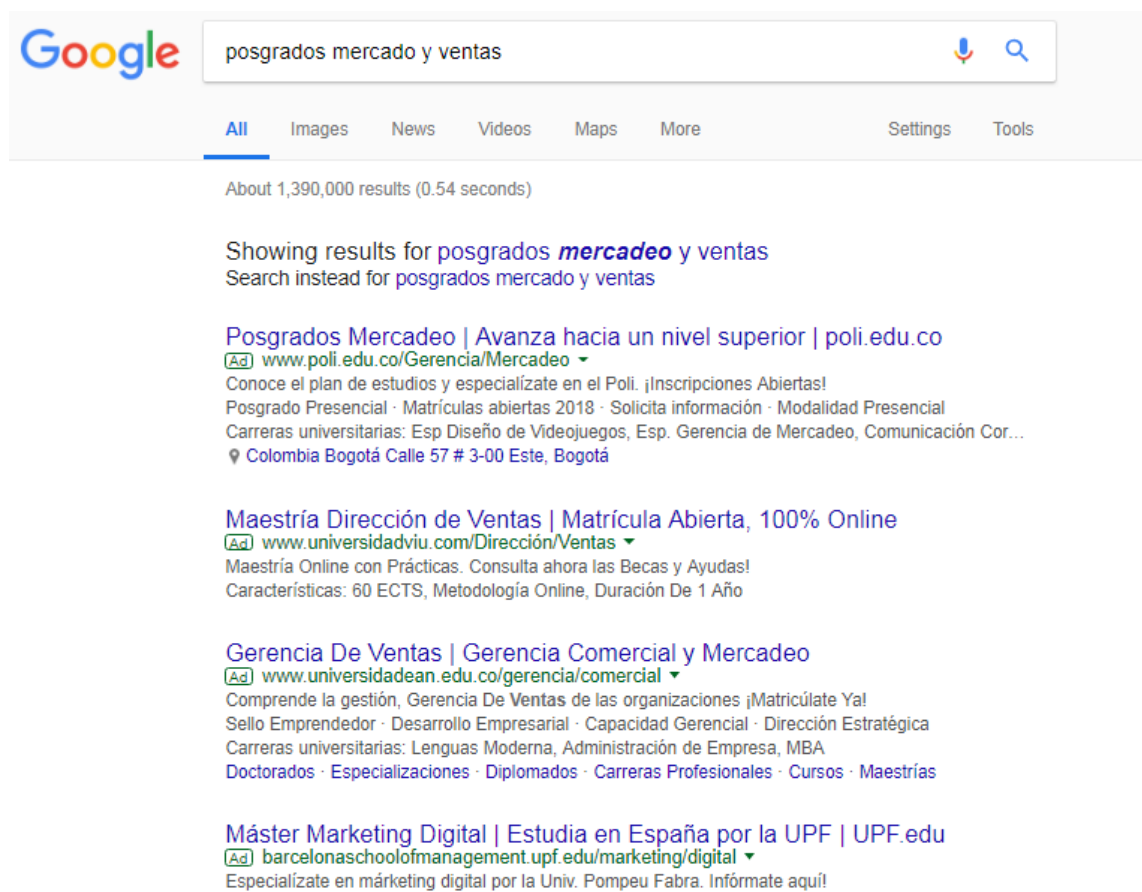 Google posgrados mercado y ventas
All Images News Videos Maps More Settings Tools
About 1,390,000 results (0.54 seconds)
Showing results for posgrados mercadeo y ventas
Search instead for posgrados mercado y ventas
Posgrados Mercadeo | Avanza hacia un nivel superior | poli.edu.co
Ad www.poli.edu.co/Gerencia/Mercadeo
Conoce el plan de estudios y especialízate en el Poli. ¡Inscripciones Abiertas!
Posgrado Presencial · Matrículas abiertas 2018 · Solicita información · Modalidad Presencial
Carreras universitarias: Esp Diseño de Videojuegos, Esp. Gerencia de Mercadeo, Comunicación Cor...
Colombia Bogotá Calle 57 # 3-00 Este, Bogotá
Maestría Dirección de Ventas | Matrícula Abierta, 100% Online
Ad www.universidadviu.com/Dirección/Ventas
Maestría Online con Prácticas. Consulta ahora las Becas y Ayudas!
Características: 60 ECTS, Metodología Online, Duración De 1 Año
Gerencia De Ventas | Gerencia Comercial y Mercadeo
Ad www.universidadean.edu.co/gerencia/comercial
Comprende la gestión, Gerencia De Ventas de las organizaciones ¡Matricúlate Ya!
Sello Emprendedor · Desarrollo Empresarial · Capacidad Gerencial · Dirección Estratégica
Carreras universitarias: Lenguas Moderna, Administración de Empresa, MBA
Doctorados · Especializaciones · Diplomados · Carreras Profesionales · Cursos · Maestrías
Máster Marketing Digital | Estudia en España por la UPF | UPF.edu
Ad barcelonaschoolofmanagement.upf.edu/marketing/digital
Especialízate en márketing digital por la Univ. Pompeu Fabra. Infórmate aquí!